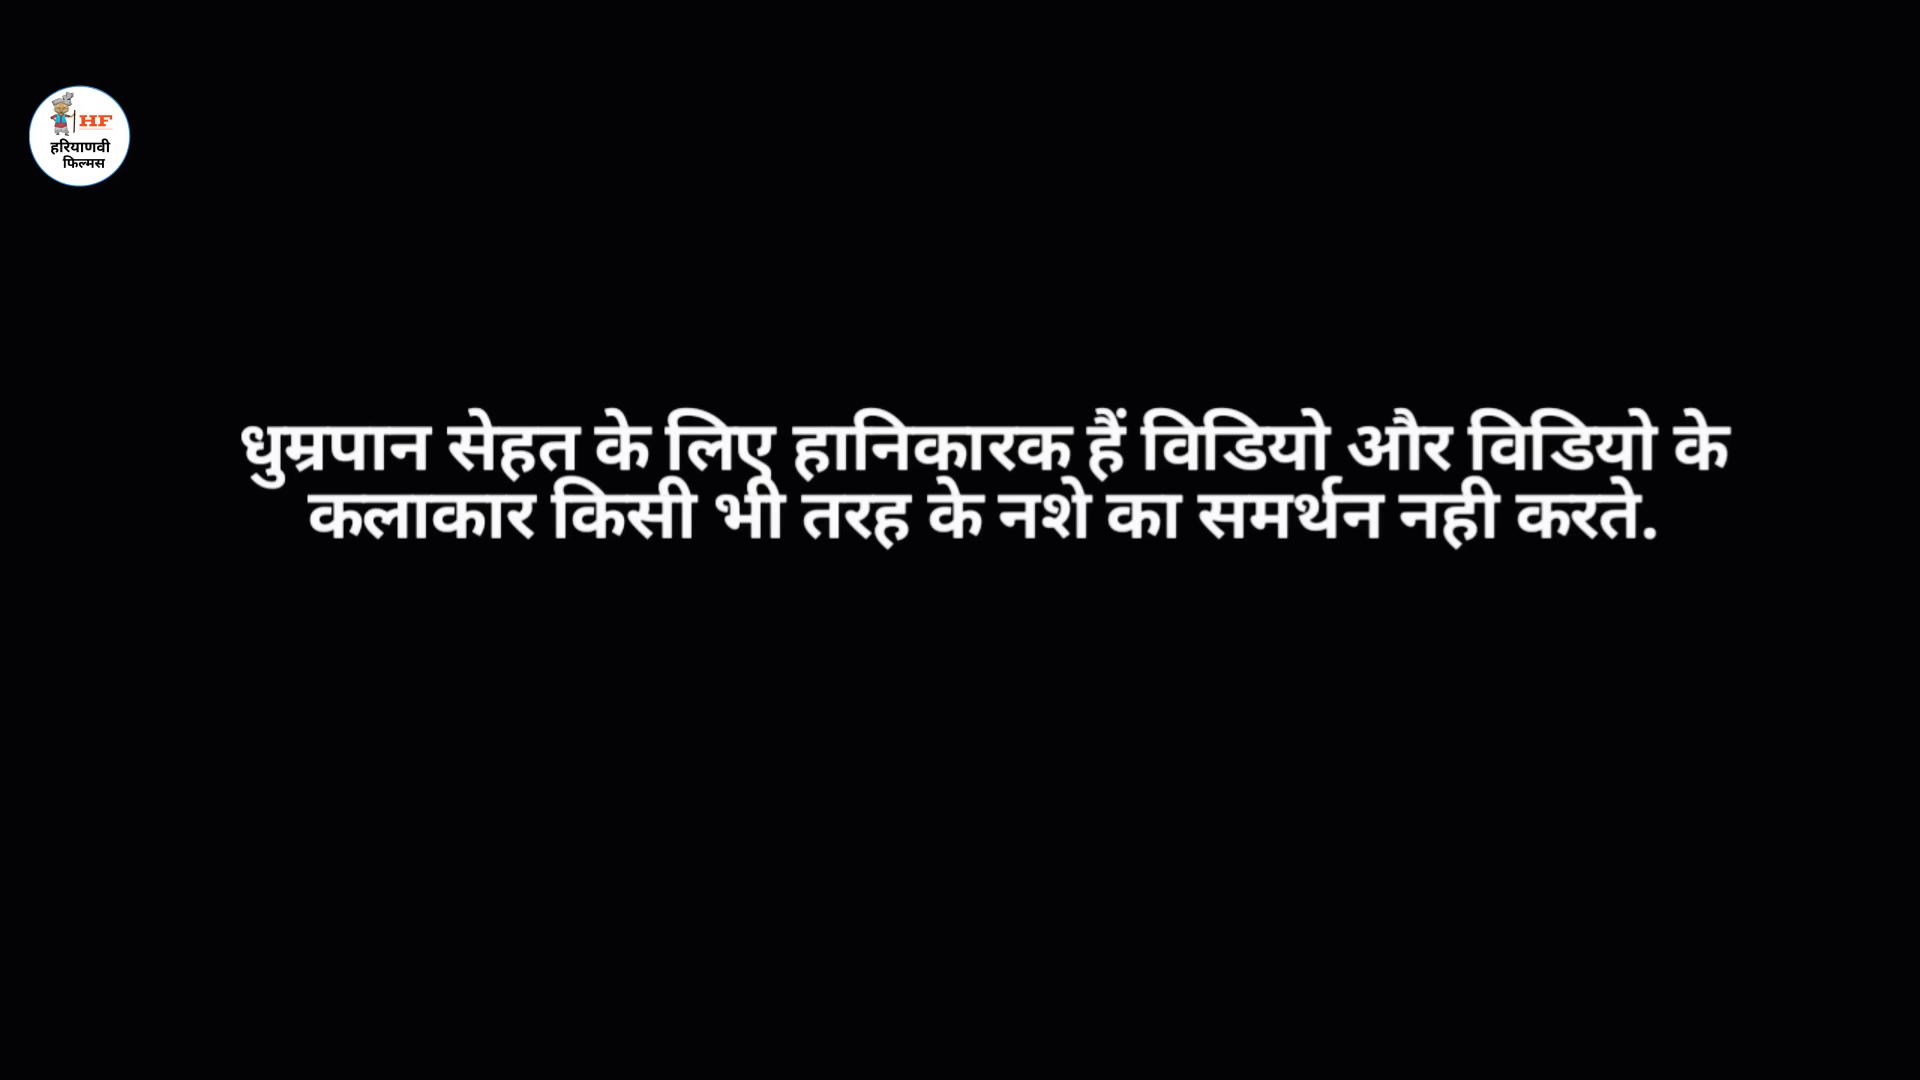 HF
हरियाणवी
फिल्मस
धुम्रपान सेहत के लिए हानिकारक हैं विडियो और विडियो के
कलाकार किसी भी तरह के नशे का समर्थन नही करते.